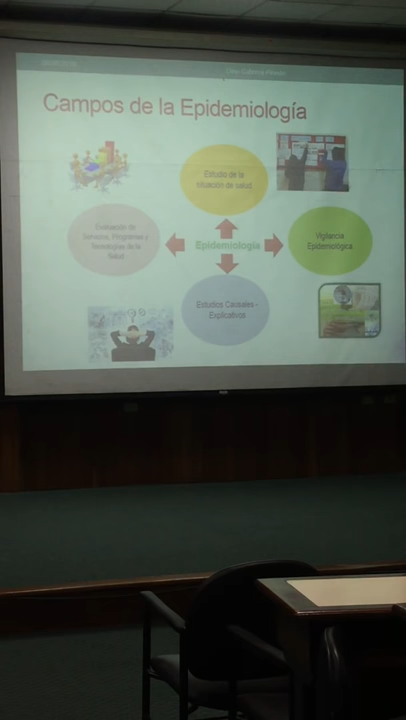 Campos de la Epidemiología
Estudio de la
situación de salud
Evaluación de
Servicios, Programas y
Tecnologías de la
Salud
Epidemiología
Vigilancia
Epidemiológica
Estudios Causales -
Explicativos